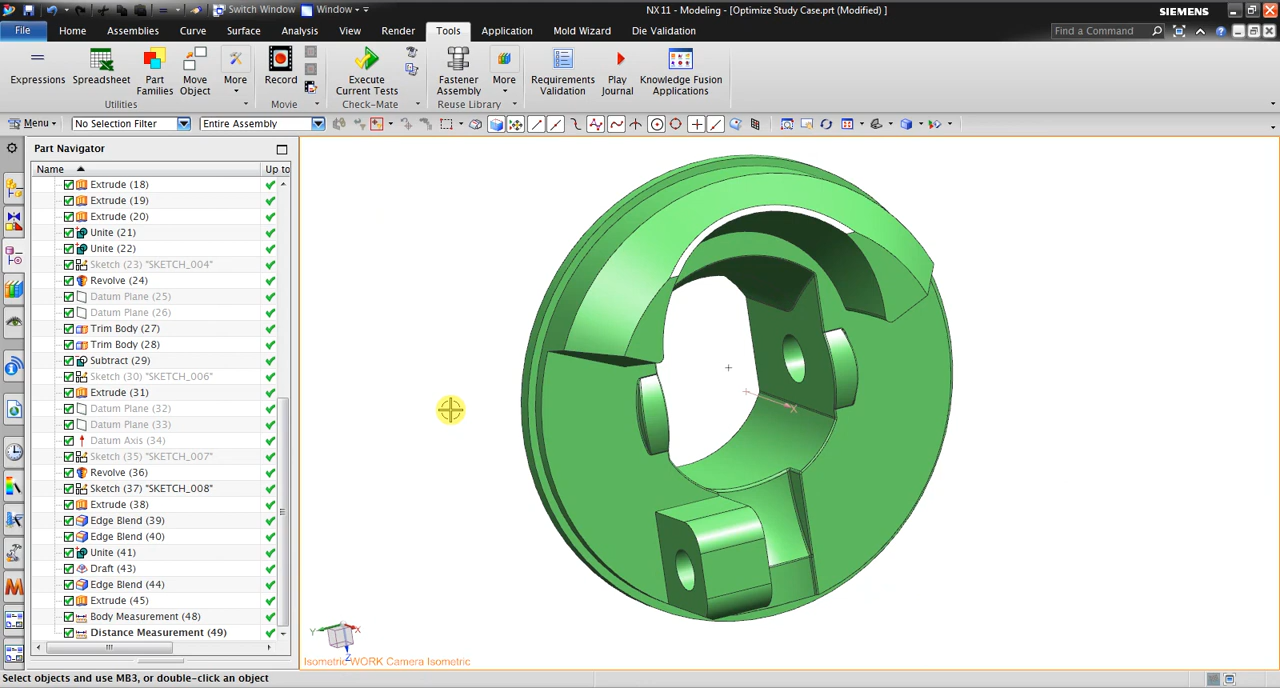 Switch Window Window NX 11 - Modeling - [Optimize Study Case.prt (Modified) ] SIEMENS
File Home Assemblies Curve Surface Analysis View Render Tools Application Mold Wizard Die Validation Find a Command
Expressions Spreadsheet Part Families Move Object More Record Execute Current Tests Fastener Assembly More Requirements Validation Play Journal Knowledge Fusion Applications
Utilities Movie Check-Mate Reuse Library
Menu No Selection Filter Entire Assembly
Part Navigator
Name Up to
Extrude (18)
Extrude (19)
Extrude (20)
Unite (21)
Unite (22)
Sketch (23) "SKETCH_004"
Revolve (24)
Datum Plane (25)
Datum Plane (26)
Trim Body (27)
Trim Body (28)
Subtract (29)
Sketch (30) "SKETCH_006"
Extrude (31)
Datum Plane (32)
Datum Plane (33)
Datum Axis (34)
Sketch (35) "SKETCH_007"
Revolve (36)
Sketch (37) "SKETCH_008"
Extrude (38)
Edge Blend (39)
Edge Blend (40)
Unite (41)
Draft (43)
Edge Blend (44)
Extrude (45)
Body Measurement (48)
Distance Measurement (49)
X
Y X
Z
Isometric WORK Camera Isometric
Select objects and use MB3, or double-click an object